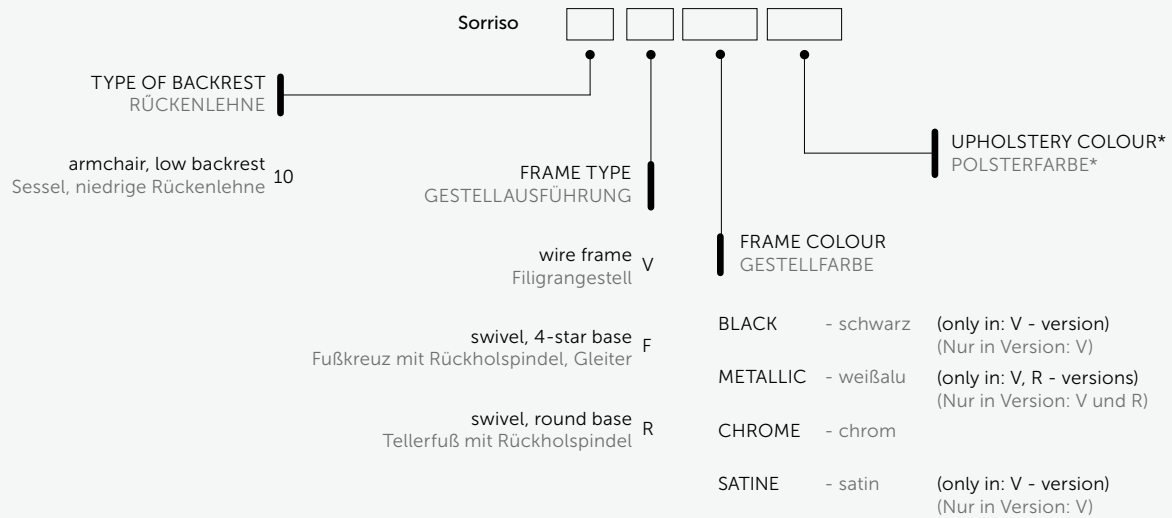 Sorriso
TYPE OF BACKREST
RÜCKENLEHNE
armchair, low backrest 10
Sessel, niedrige Rückenlehne
FRAME TYPE
GESTELLAUSFÜHRUNG
wire frame V
Filigrangestell
swivel, 4-star base F
Fußkreuz mit Rückholspindel, Gleiter
swivel, round base R
Tellerfuß mit Rückholspindel
FRAME COLOUR
GESTELLFARBE
BLACK - schwarz (only in: V - version)
(Nur in Version: V)
METALLIC - weißalu (only in: V, R - versions)
(Nur in Version: V und R)
CHROME - chrom
SATINE - satin (only in: V - version)
(Nur in Version: V)
UPHOLSTERY COLOUR*
POLSTERFARBE*